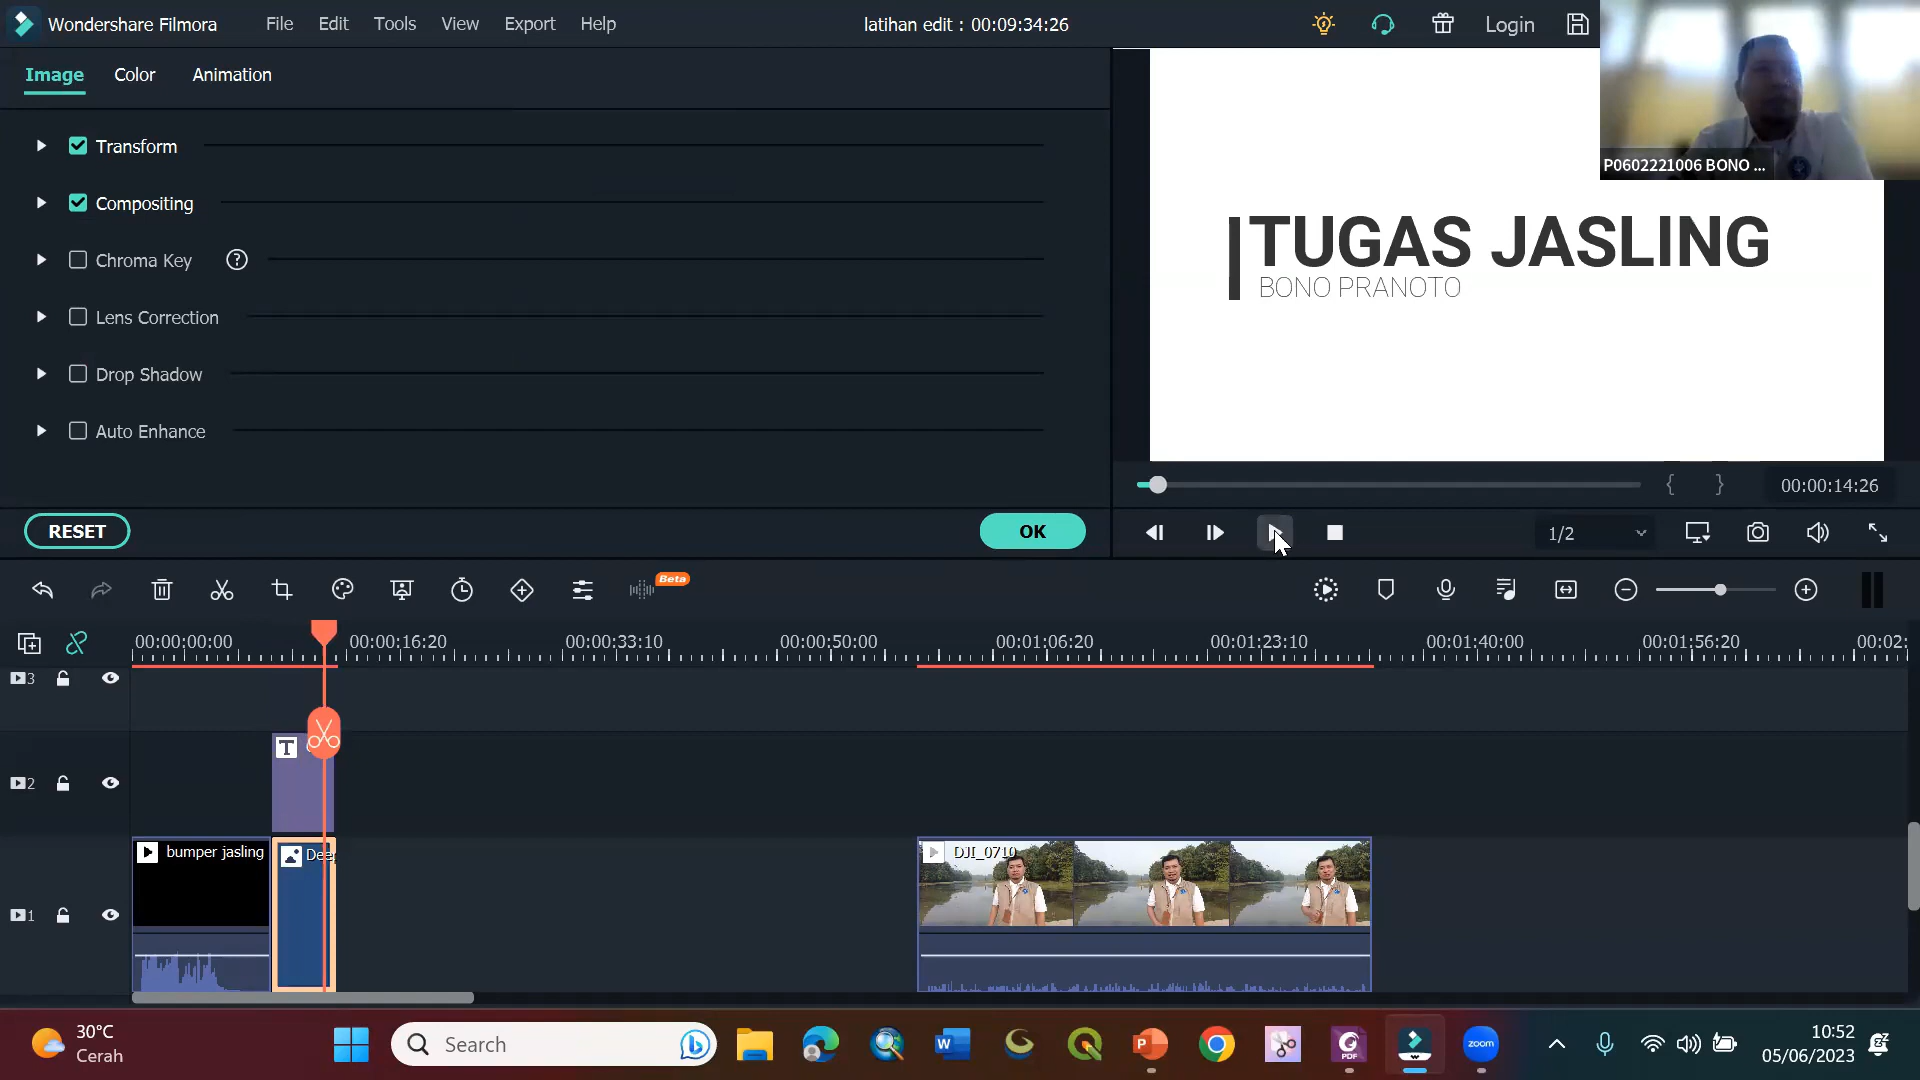 Wondershare Filmora
File
Edit
Tools
View
Export
Help
latihan edit : 00:09:34:26
Login
Image
Color
Animation
Transform
Compositing
Chroma Key
?
Lens Correction
Drop Shadow
Auto Enhance
RESET
OK
P0602221006 BONO ...
TUGAS JASLING
BONO PRANOTO
{ }
00:00:14:26
1/2
Beta
00:00:00:00
00:00:16:20
00:00:33:10
00:00:50:00
00:01:06:20
00:01:23:10
00:01:40:00
00:01:56:20
00:02:
3
2
T
1
bumper jasling
Deep
DJI_0710
30°C
Cerah
Search
W
P
PDF
zoom
10:52
05/06/2023